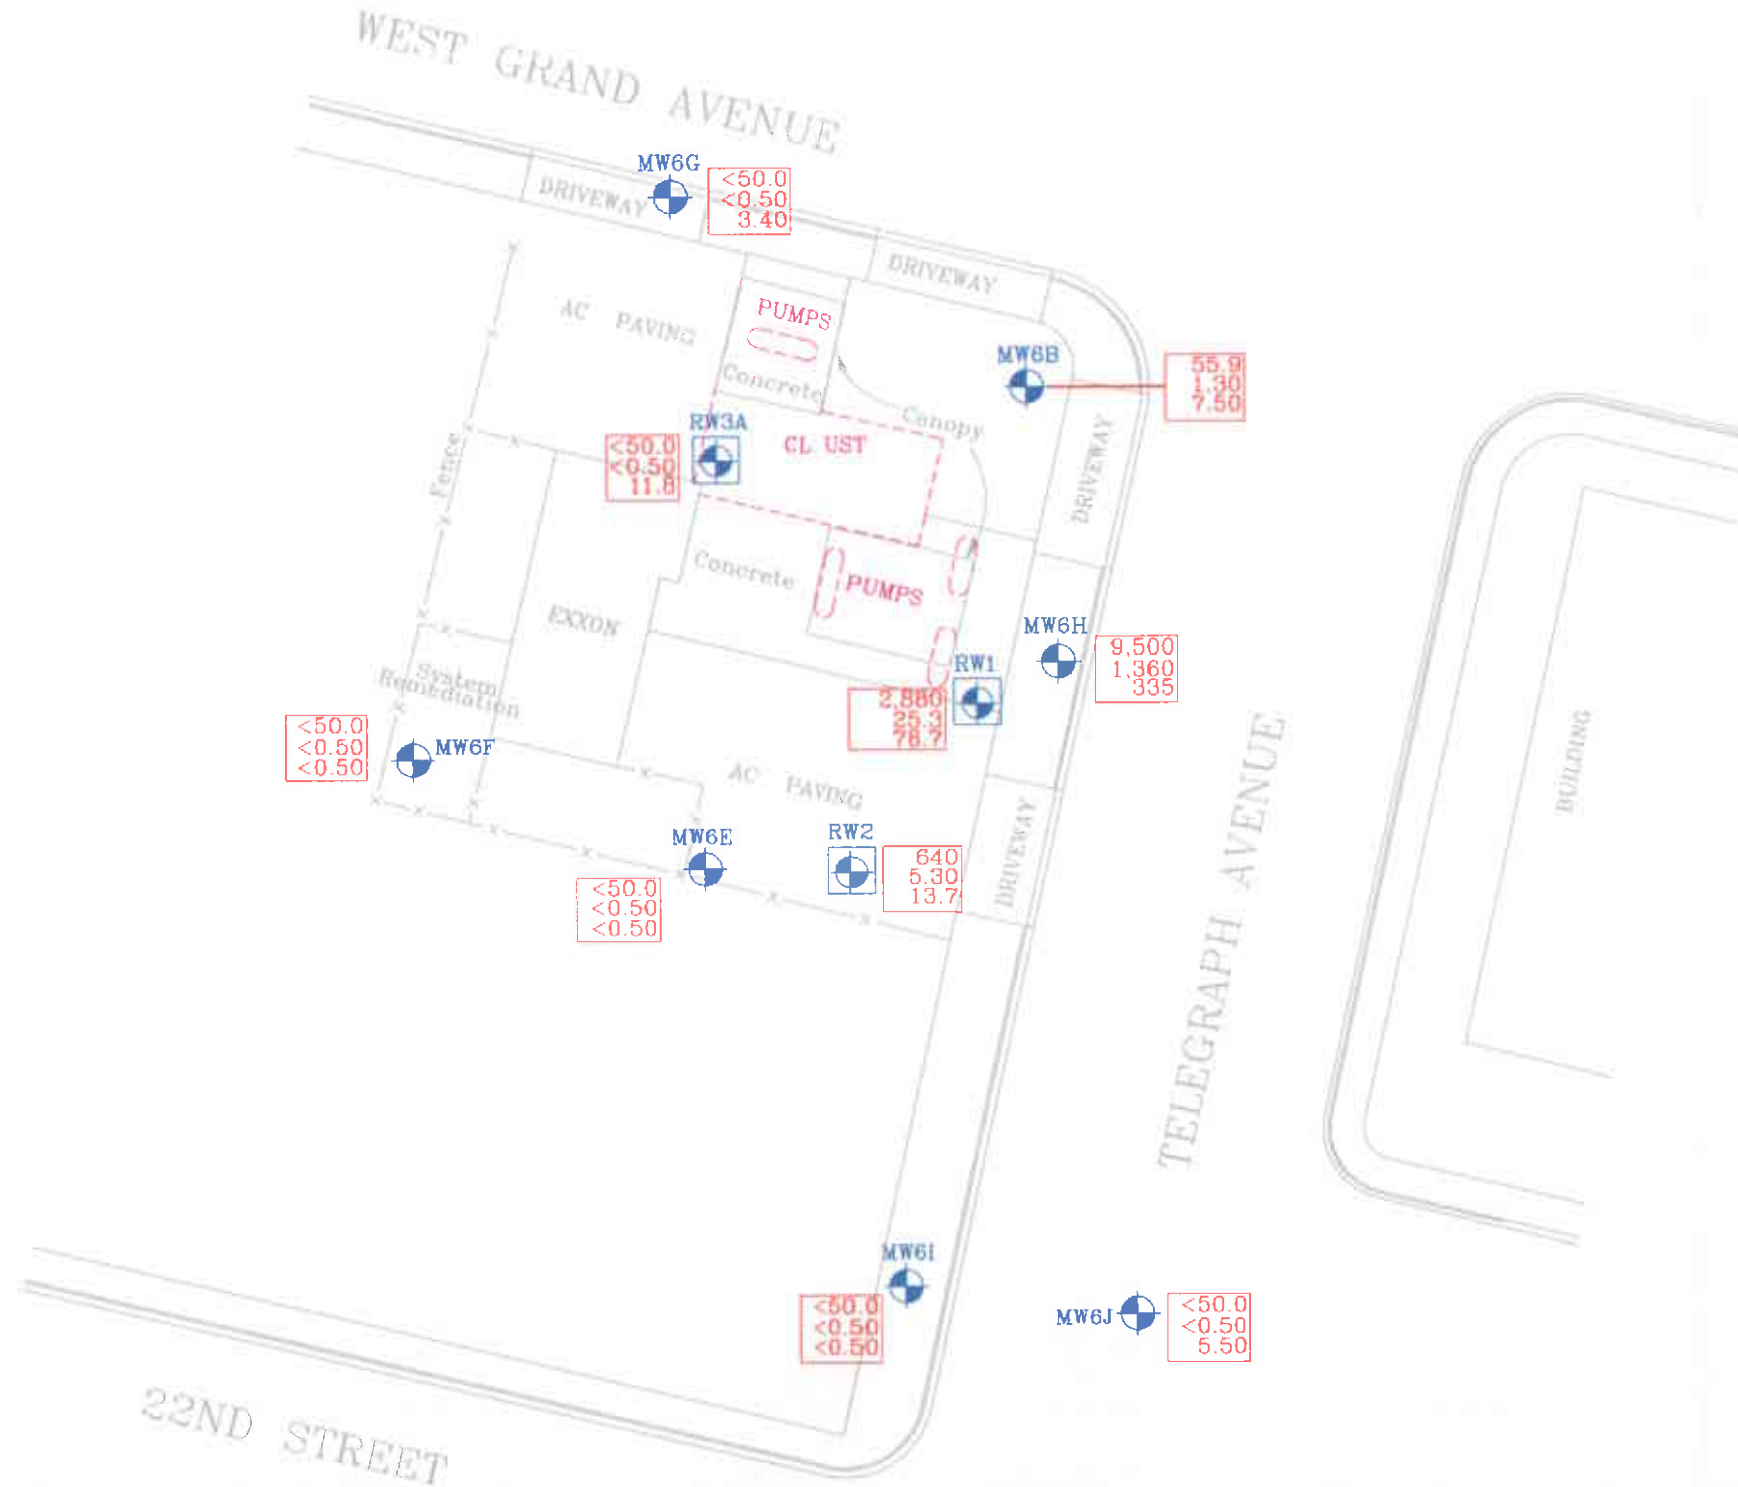 WEST GRAND AVENUE
MW6G
<50.0
<0.50
3.40
DRIVEWAY
DRIVEWAY
AC PAVING
PUMPS
Concrete
Canopy
MW6B
55.9
1.30
7.50
RW3A
<50.0
<0.50
11.8
CL UST
Fence
DRIVEWAY
Concrete
PUMPS
EXXON
MW6H
9,500
1,360
335
System
Remediation
RW1
2,880
25.3
78.7
<50.0
<0.50
<0.50
MW6F
AC PAVING
BUILDING
MW6E
<50.0
<0.50
<0.50
RW2
640
5.30
13.7
DRIVEWAY
TELEGRAPH AVENUE
MW6I
<50.0
<0.50
<0.50
MW6J
<50.0
<0.50
5.50
22ND STREET